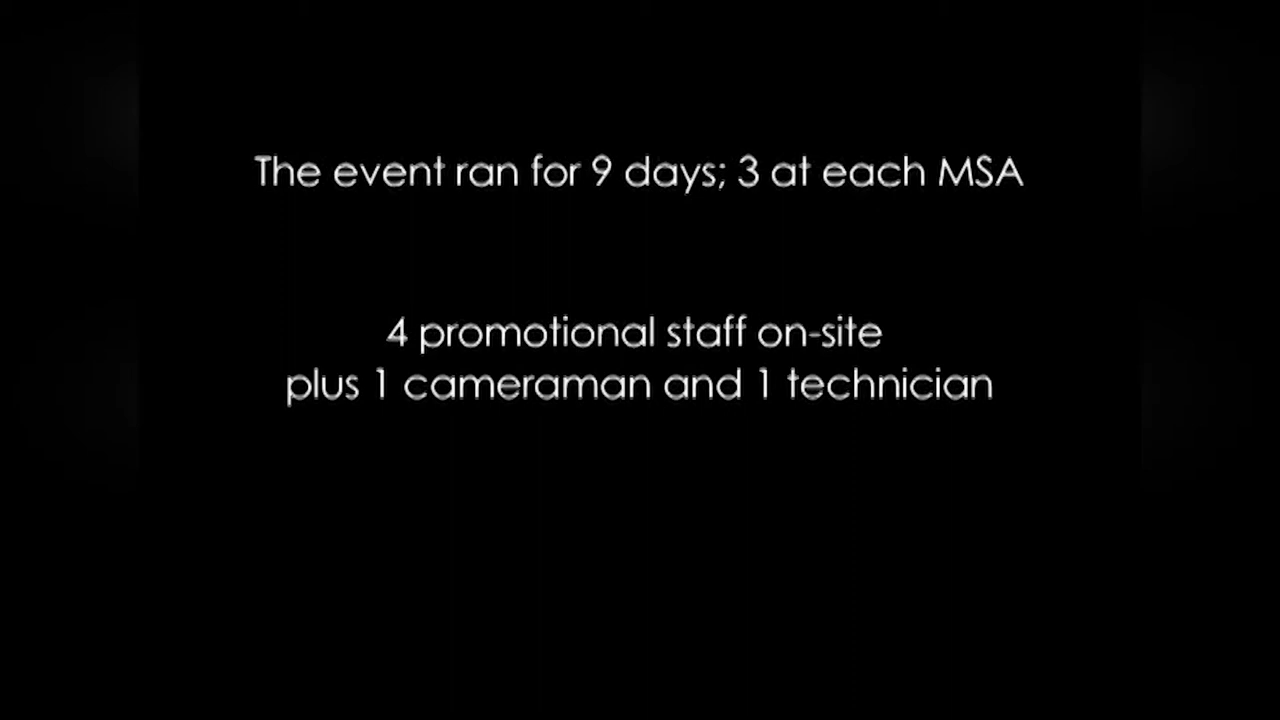 The event ran for 9 days; 3 at each MSA
4 promotional staff on-site
plus 1 cameraman and 1 technician